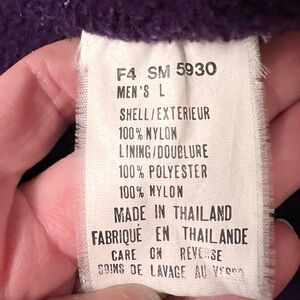 F4 SM 5930
MEN'S L
SHELL/EXTERIEUR
100% NYLON
LINING/DOUBLURE
100% POLYESTER
100% NYLON
MADE IN THAILAND
FABRIQUÉ EN THAILANDE
CARE ON REVERSE
SOINS DE LAVAGE AU VERSO